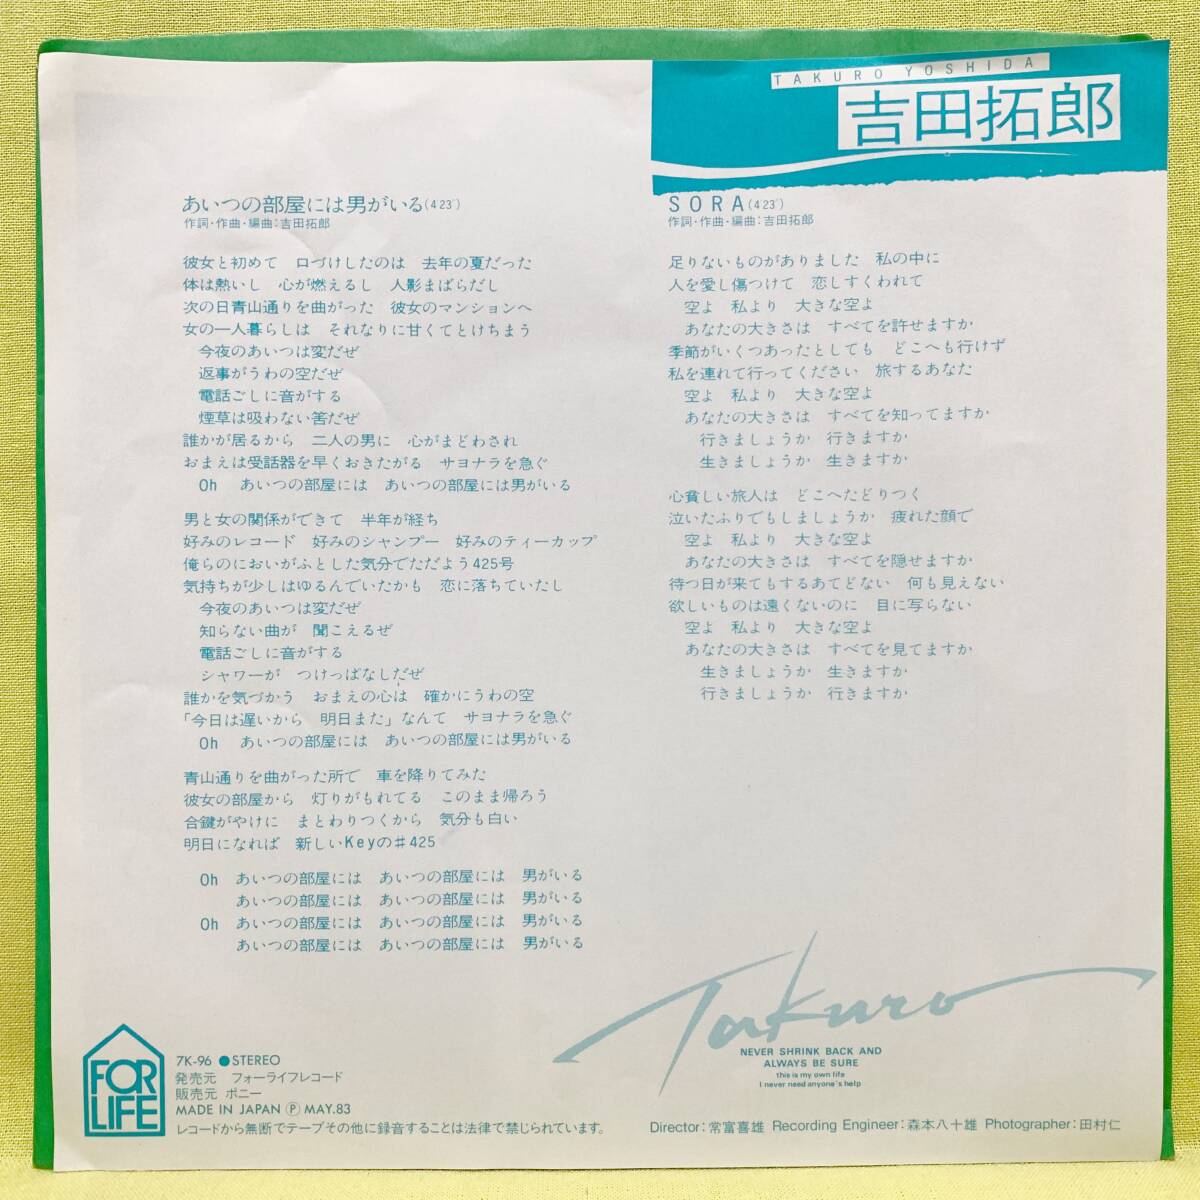 TAKURO YOSHIDA
吉田拓郎
あいつの部屋には男がいる(4'23")
作詞・作曲・編曲:吉田拓郎
彼女と初めて 口づけしたのは 去年の夏だった
体は熱いし 心が燃えるし 人影まばらだし
次の日青山通りを曲がった 彼女のマンションへ
女の一人暮らしは それなりに甘くてとけちまう
今夜のあいつは変だぜ
返事がうわの空だぜ
電話ごしに音がする
煙草は吸わない筈だぜ
誰かが居るから 二人の男に 心がまどわされ
おまえは受話器を早くおきたがる サヨナラを急ぐ
Oh あいつの部屋には あいつの部屋には男がいる
男と女の関係ができて 半年が経ち
好みのレコード 好みのシャンプー 好みのティーカップ
俺らのにおいがふとした気分でただよう425号
気持ちが少しはゆるんでいたかも 恋に落ちていたし
今夜のあいつは変だぜ
知らない曲が 聞こえるぜ
電話ごしに音がする
シャワーが つけっぱなしだぜ
誰かを気づかう おまえの心は 確かにうわの空
「今日は遅いから 明日また」なんて サヨナラを急ぐ
Oh あいつの部屋には あいつの部屋には男がいる
青山通りを曲がった所で 車を降りてみた
彼女の部屋から 灯りがもれてる このまま帰ろう
合鍵がやけに まとわりつくから 気分も白い
明日になれば 新しいKeyの♯425
Oh あいつの部屋には あいつの部屋には 男がいる
あいつの部屋には あいつの部屋には 男がいる
Oh あいつの部屋には あいつの部屋には 男がいる
あいつの部屋には あいつの部屋には 男がいる
SORA(4'23")
作詞・作曲・編曲:吉田拓郎
足りないものがありました 私の中に
人を愛し傷つけて 恋しすくわれて
空よ 私より 大きな空よ
あなたの大きさは すべてを許せますか
季節がいくつあったとしても どこへも行けず
私を連れて行ってください 旅するあなた
空よ 私より 大きな空よ
あなたの大きさは すべてを知ってますか
行きましょうか 行きますか
生きましょうか 生きますか
心貧しい旅人は どこへたどりつく
泣いたふりでもしましょうか 疲れた顔で
空よ 私より 大きな空よ
あなたの大きさは すべてを隠せますか
待つ日が来てもするあてどない 何も見えない
欲しいものは遠くないのに 目に写らない
空よ 私より 大きな空よ
あなたの大きさは すべてを見てますか
生きましょうか 生きますか
行きましょうか 行きますか
Takuro
NEVER SHRINK BACK AND
ALWAYS BE SURE
this is my own life
I never need anyone's help
FOR LIFE
7K-96 ●STEREO
発売元 フォーライフレコード
販売元 ポニー
MADE IN JAPAN Ⓟ MAY.83
レコードから無断でテープその他に録音することは法律で禁じられています。
Director:常富喜雄 Recording Engineer:森本八十雄 Photographer:田村仁